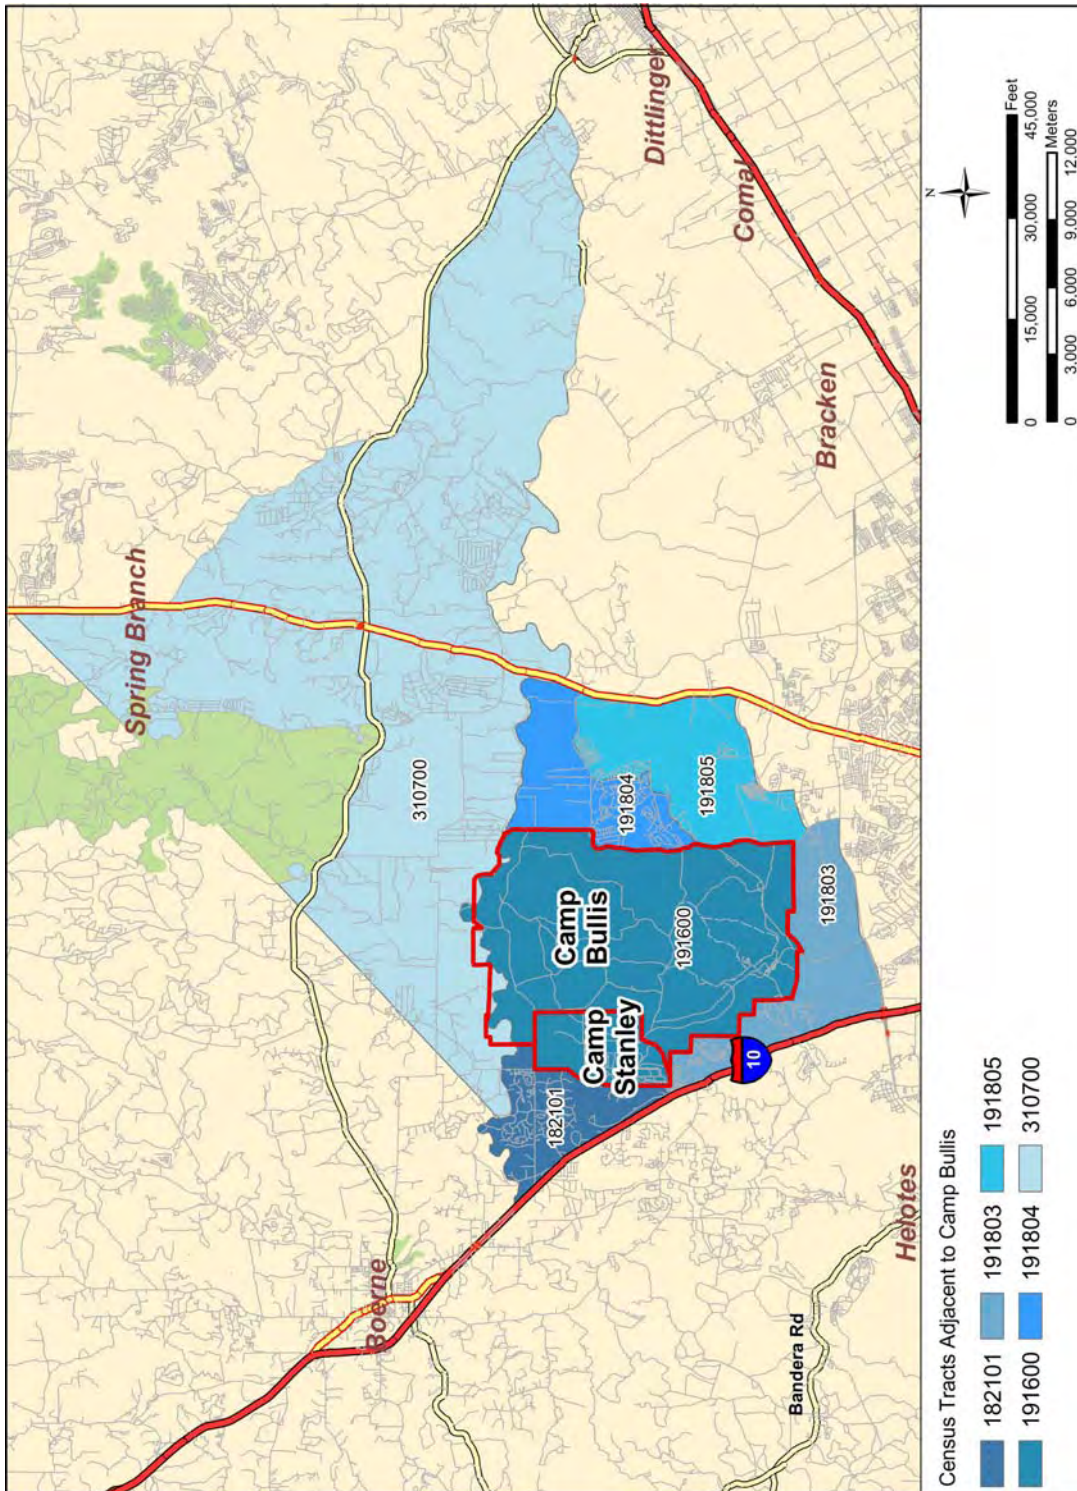 Spring Branch
Boerne
Dittlinger
Comal
Bracken
Helotes
Bandera Rd
310700
191804
191805
191803
191600
182101
Camp
Bullis
Camp
Stanley
10
Census Tracts Adjacent to Camp Bullis
182101 191803 191805
191600 191804 310700
N
0 15,000 30,000 45,000
Feet
Meters
0 3,000 6,000 9,000 12,000